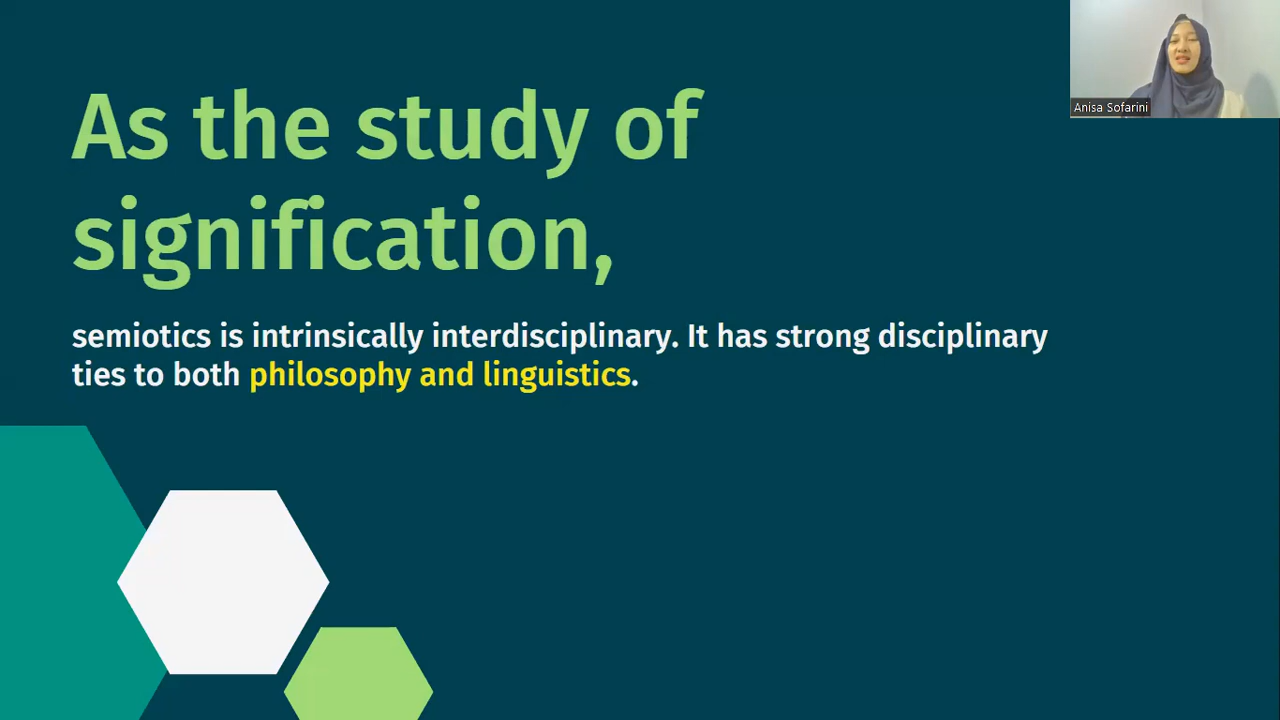 As the study of
signification,
semiotics is intrinsically interdisciplinary. It has strong disciplinary
ties to both philosophy and linguistics.
Anisa Sofarini